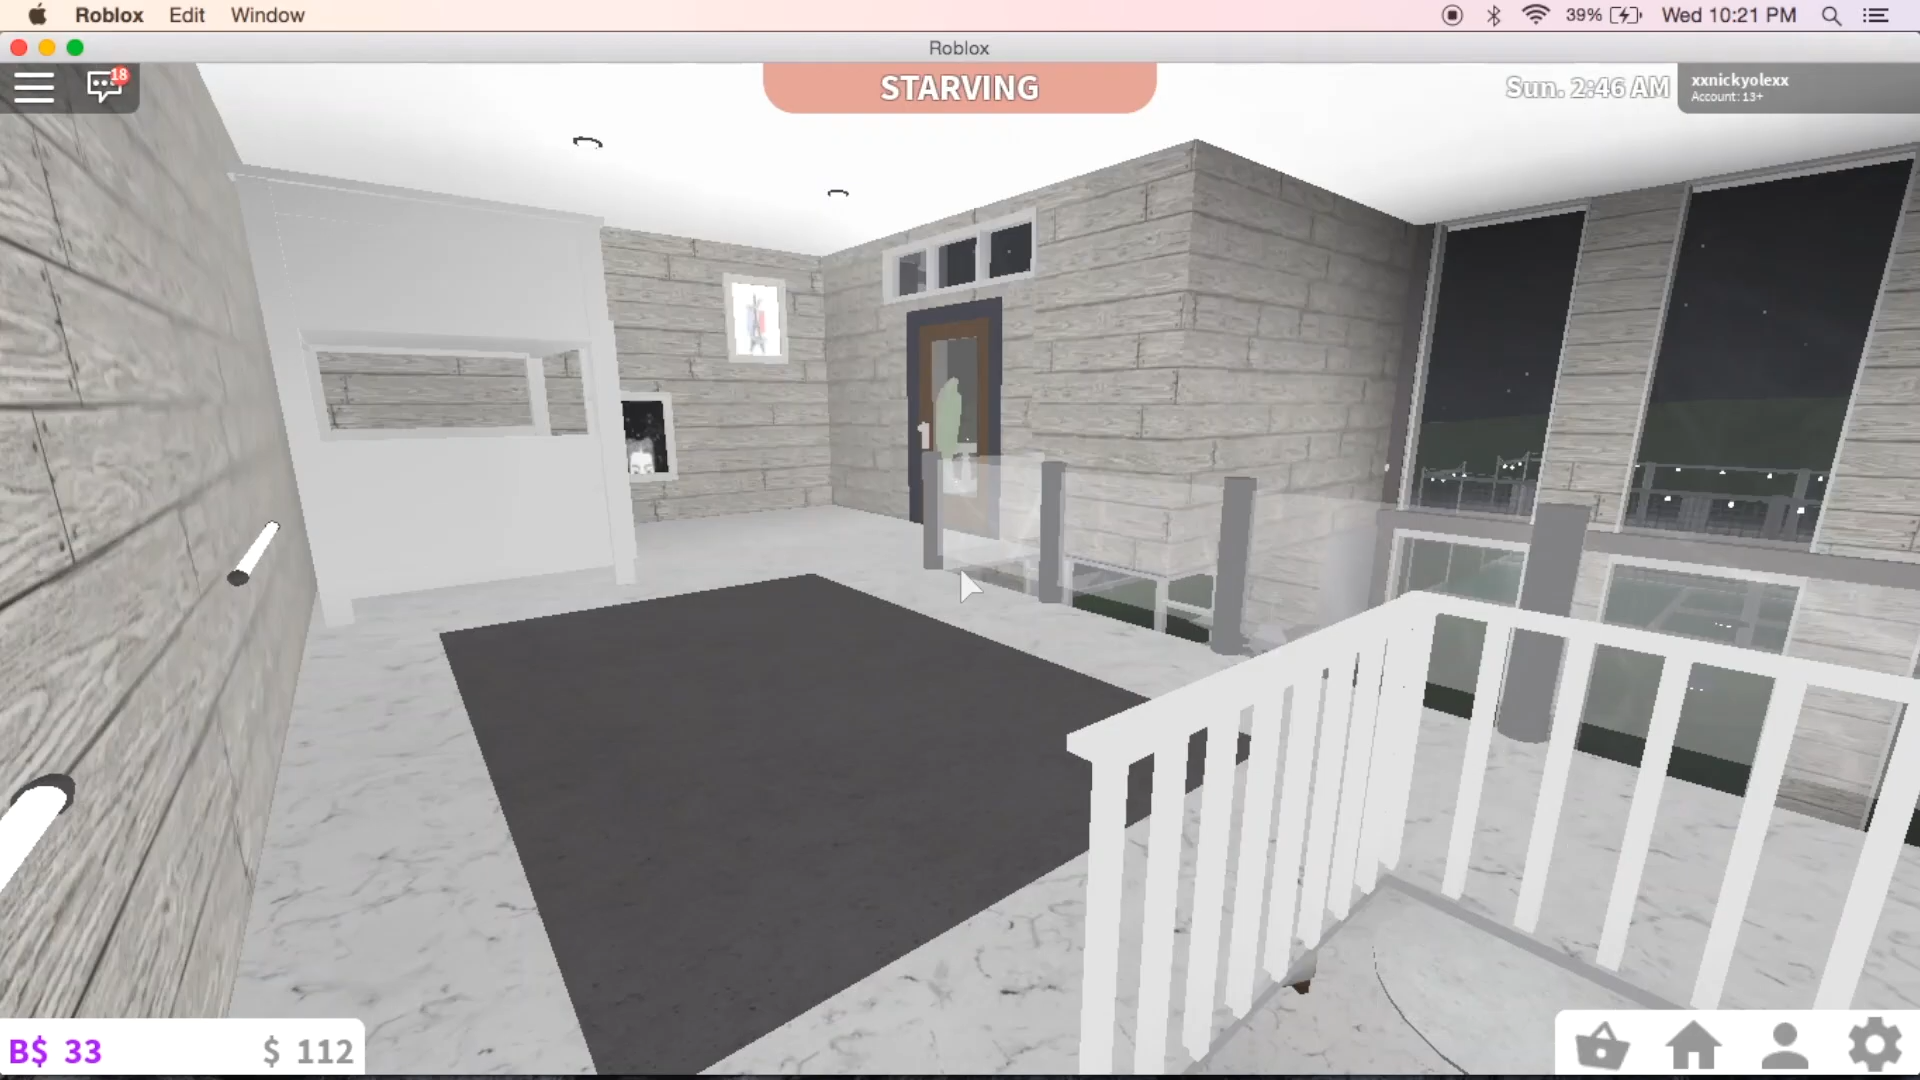 Roblox Edit Window 39% Wed 10:21 PM
Roblox
18
STARVING
Sun. 2:46 AM
xxnickyolexx
Account: 13+
B$ 33
$ 112